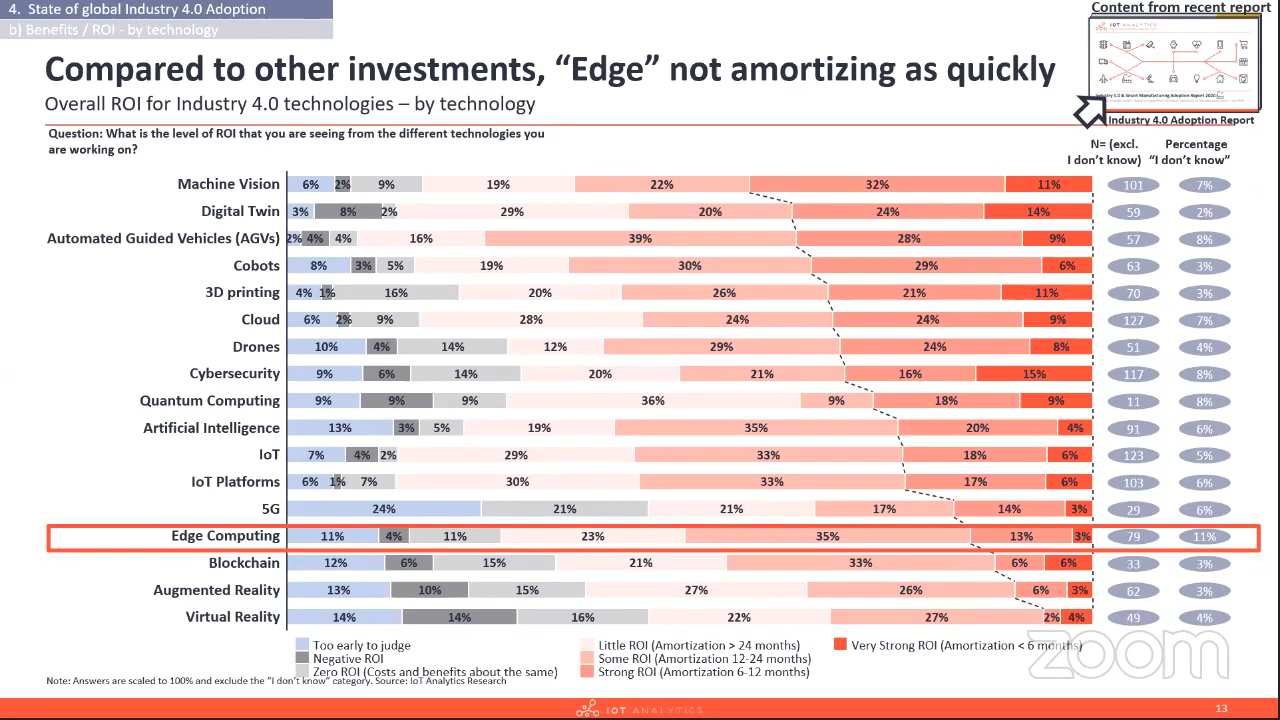 4. State of global Industry 4.0 Adoption
b) Benefits / ROI - by technology
Content from recent report
IOT ANALYTICS
Industry 4.0 & Smart Manufacturing Adoption Report 2020
Industry 4.0 Adoption Report
Compared to other investments, “Edge” not amortizing as quickly
Overall ROI for Industry 4.0 technologies – by technology
Question: What is the level of ROI that you are seeing from the different technologies you
are working on?
N= (excl. Percentage
I don’t know) “I don’t know”
Machine Vision 6% 2% 9% 19% 22% 32% 11% 101 7%
Digital Twin 3% 8% 2% 29% 20% 24% 14% 59 2%
Automated Guided Vehicles (AGVs) 2% 4% 4% 16% 39% 28% 9% 57 8%
Cobots 8% 3% 5% 19% 30% 29% 6% 63 3%
3D printing 4% 1% 16% 20% 26% 21% 11% 70 3%
Cloud 6% 2% 9% 28% 24% 24% 9% 127 7%
Drones 10% 4% 14% 12% 29% 24% 8% 51 4%
Cybersecurity 9% 6% 14% 20% 21% 16% 15% 117 8%
Quantum Computing 9% 9% 9% 36% 9% 18% 9% 11 8%
Artificial Intelligence 13% 3% 5% 19% 35% 20% 4% 91 6%
IoT 7% 4% 2% 29% 33% 18% 6% 123 5%
IoT Platforms 6% 1% 7% 30% 33% 17% 6% 103 6%
5G 24% 21% 21% 17% 14% 3% 29 6%
Edge Computing 11% 4% 11% 23% 35% 13% 3% 79 11%
Blockchain 12% 6% 15% 21% 33% 6% 6% 33 3%
Augmented Reality 13% 10% 15% 27% 26% 6% 3% 62 3%
Virtual Reality 14% 14% 16% 22% 27% 2% 4% 49 4%
Too early to judge Little ROI (Amortization > 24 months) Very Strong ROI (Amortization < 6 months)
Negative ROI Some ROI (Amortization 12-24 months)
Zero ROI (Costs and benefits about the same) Strong ROI (Amortization 6-12 months)
zoom
Note: Answers are scaled to 100% and exclude the “I don’t know” category. Source: IoT Analytics Research
IOT ANALYTICS
13